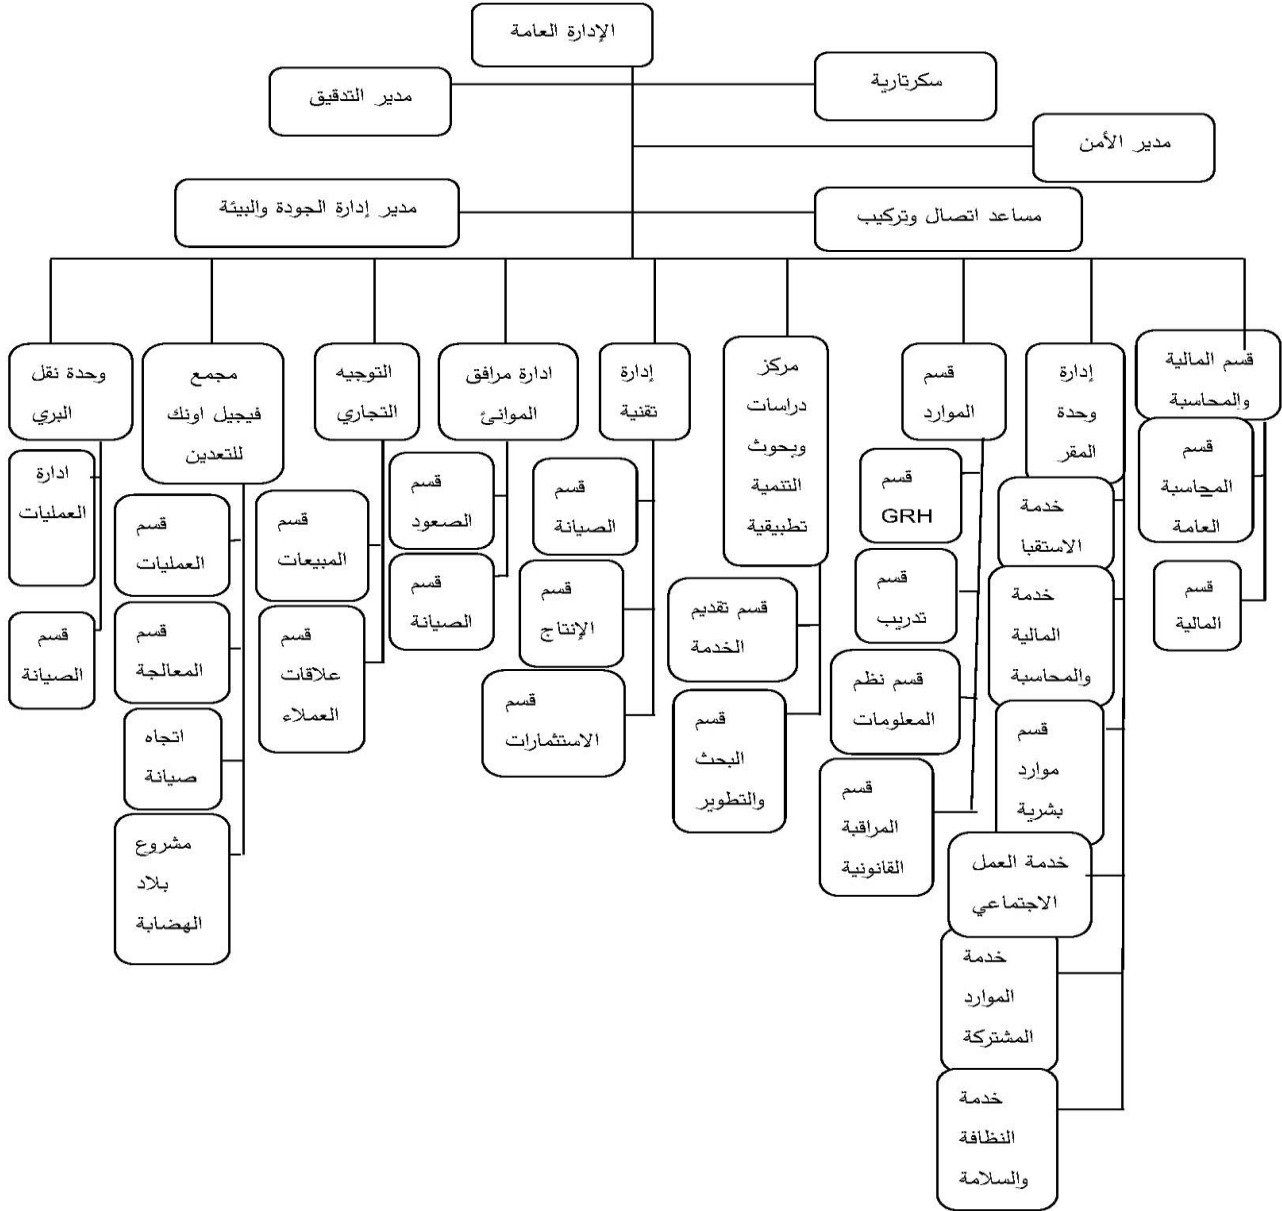 الإدارة العامة
سكرتارية
مدير التدقيق
مدير الأمن
مدير إدارة الجودة والبيئة
مساعد اتصال وتركيب
قسم المالية
والمحاسبة
قسم
المحاسبة
العامة
قسم
المالية
إدارة
وحدة
المقر
خدمة
الاستقبا
خدمة
المالية
والمحاسبة
قسم
موارد
بشرية
خدمة العمل
الاجتماعي
خدمة
الموارد
المشتركة
خدمة
النظافة
والسلامة
قسم
الموارد
قسم
GRH
قسم
تدريب
قسم نظم
المعلومات
قسم
المراقبة
القانونية
مركز
دراسات
وبحوث
التنمية
تطبيقية
قسم تقديم
الخدمة
قسم
البحث
والتطوير
إدارة
تقنية
قسم
الصيانة
قسم
الإنتاج
قسم
الاستثمارات
ادارة مرافق
الموانئ
قسم
الصعود
قسم
الصيانة
التوجيه
التجاري
قسم
المبيعات
قسم
علاقات
العملاء
مجمع
فيجيل اونك
للتعدين
قسم
العمليات
قسم
المعالجة
اتجاه
صيانة
مشروع
بلاد
الهضابة
وحدة نقل
البري
ادارة
العمليات
قسم
الصيانة